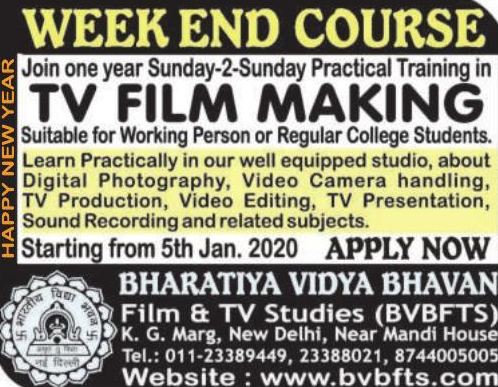 WEEK END COURSE
HAPPY NEW YEAR
Join one year Sunday-2-Sunday Practical Training in
TV FILM MAKING
Suitable for Working Person or Regular College Students.
Learn Practically in our well equipped studio, about
Digital Photography, Video Camera handling,
TV Production, Video Editing, TV Presentation,
Sound Recording and related subjects.
Starting from 5th Jan. 2020 APPLY NOW
BHARATIYA VIDYA BHAVAN
Film & TV Studies (BVBFTS)
K. G. Marg, New Delhi, Near Mandi House
Tel.: 011-23389449, 23388021, 8744005005
Website : www.bvbfts.com
भारतीय विद्या भवन
नई दिल्ली